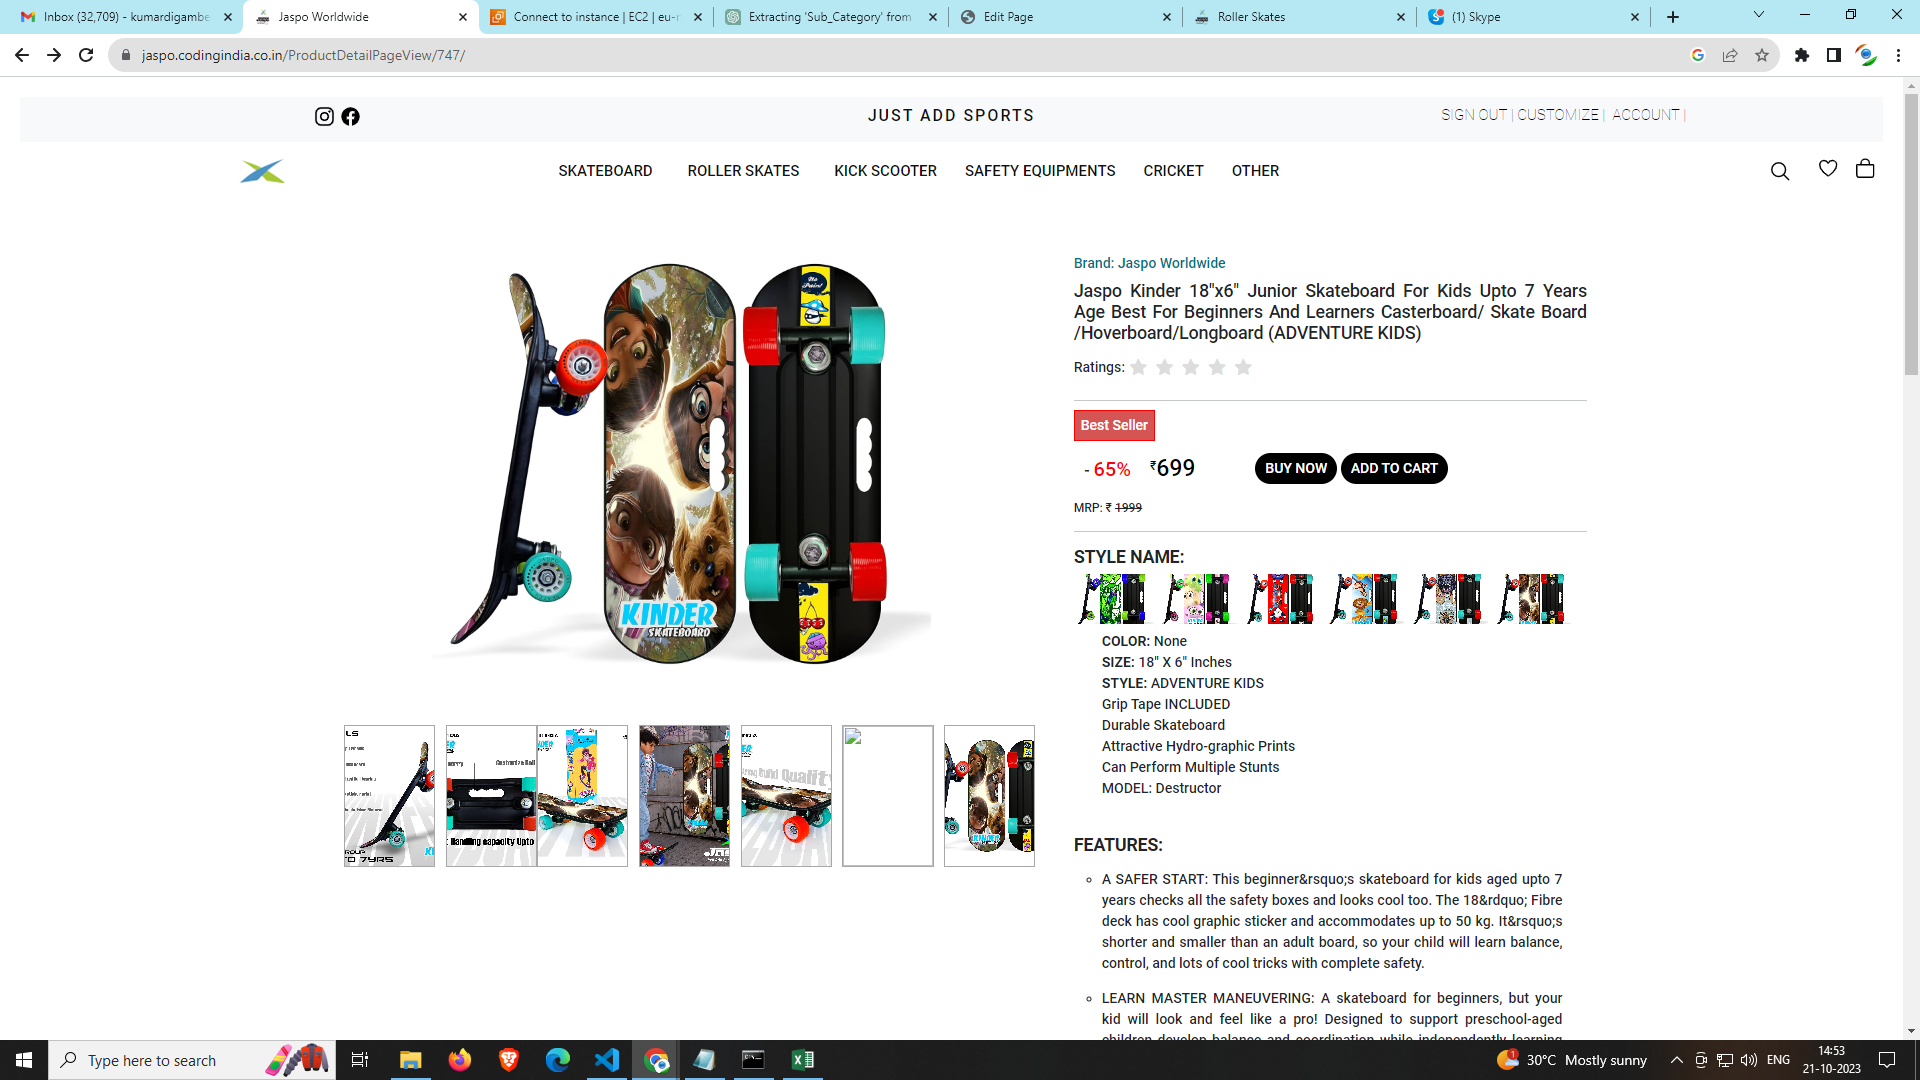 Inbox (32,709) - kumardigambe
Jaspo Worldwide
Connect to instance | EC2 | eu-n
Extracting 'Sub_Category' from
Edit Page
Roller Skates
(1) Skype
jaspo.codingindia.co.in/ProductDetailPageView/747/
JUST ADD SPORTS
SIGN OUT | CUSTOMIZE | ACCOUNT |
SKATEBOARD ROLLER SKATES KICK SCOOTER SAFETY EQUIPMENTS CRICKET OTHER
Brand: Jaspo Worldwide
Jaspo Kinder 18"x6" Junior Skateboard For Kids Upto 7 Years
Age Best For Beginners And Learners Casterboard/ Skate Board
/Hoverboard/Longboard (ADVENTURE KIDS)
Ratings:
Best Seller
- 65% ₹699
BUY NOW ADD TO CART
MRP: ₹ 1999
STYLE NAME:
KINDER
SKATEBOARD
COLOR: None
SIZE: 18" X 6" Inches
STYLE: ADVENTURE KIDS
Grip Tape INCLUDED
Durable Skateboard
Attractive Hydro-graphic Prints
Can Perform Multiple Stunts
MODEL: Destructor
FEATURES:
A SAFER START: This beginner&rsquo;s skateboard for kids aged upto 7
years checks all the safety boxes and looks cool too. The 18&rdquo; Fibre
deck has cool graphic sticker and accommodates up to 50 kg. It&rsquo;s
shorter and smaller than an adult board, so your child will learn balance,
control, and lots of cool tricks with complete safety.
LEARN MASTER MANEUVERING: A skateboard for beginners, but your
kid will look and feel like a pro! Designed to support preschool-aged
children develop balance and coordination while independently learning
Type here to search
30°C Mostly sunny
ENG
14:53
21-10-2023